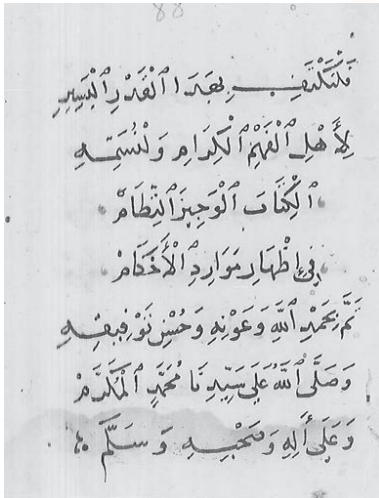 88
فَلْنَكْتَفِ بِهَذَا الْقَدْرِ الْيَسِيرِ
لِأَهْلِ الْفَهْمِ الْكِرَامِ وَلْنُسَمِّهِ
الْكِتَابَ الْوَجِيزَ النِّظَامْ
فِي إِظْهَارِ مَوَارِدِ الْأَحْكَامْ
تَمَّ بِحَمْدِ اللَّهِ وَعَوْنِهِ وَحُسْنِ تَوْفِيقِهِ
وَصَلَّى اللَّهُ عَلَى سَيِّدِنَا مُحَمَّدِ الْمُكَرَّمْ
وَعَلَى أَلِهِ وَصَحْبِهِ وَسَلَّمَ